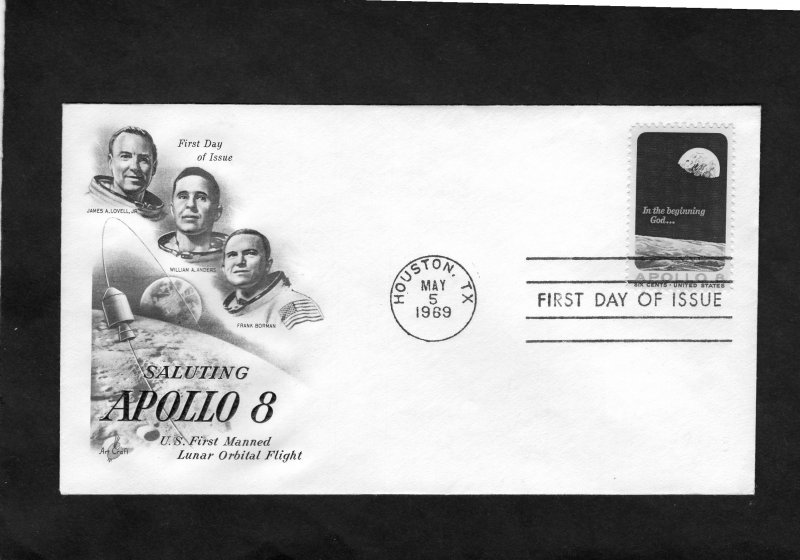 First Day
of Issue
JAMES A. LOVELL, JR.
WILLIAM A. ANDERS
FRANK BORMAN
SALUTING
APOLLO 8
U.S. First Manned
Lunar Orbital Flight
Art Craft
HOUSTON, TX
MAY
5
1969
In the beginning
God...
APOLLO 8
SIX CENTS · UNITED STATES
FIRST DAY OF ISSUE